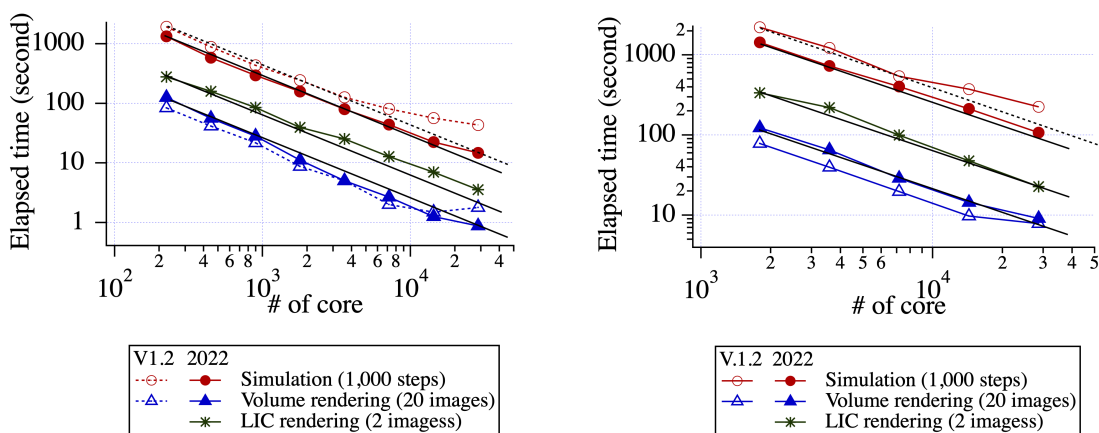 Elapsed time (second)
1000
100
10
1
2 4 6 8 2 4 2 4
10² 10³ 10⁴
# of core
V1.2 2022
Simulation (1,000 steps)
Volume rendering (20 images)
LIC rendering (2 imagess)
Elapsed time (second)
2
1000
4
2
100
4
2
10
2 3 4 5 6 2 3 4 5
10³ 10⁴
# of core
V.1.2 2022
Simulation (1,000 steps)
Volume rendering (20 images)
LIC rendering (2 imagess)